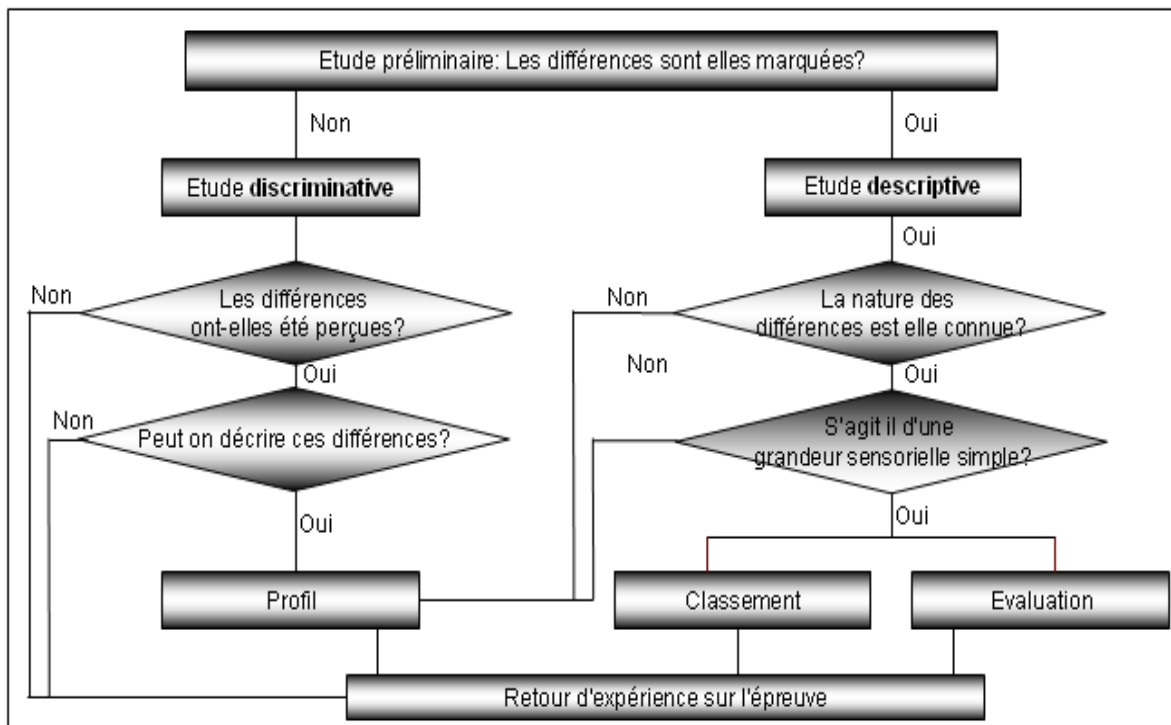 Etude préliminaire: Les différences sont elles marquées?
Non
Oui
Etude discriminative
Etude descriptive
Oui
Non
Les différences
ont-elles été perçues?
Non
La nature des
différences est elle connue?
Oui
Non
Oui
Non
Peut on décrire ces différences?
S'agit il d'une
grandeur sensorielle simple?
Oui
Oui
Profil
Classement
Evaluation
Retour d'expérience sur l'épreuve